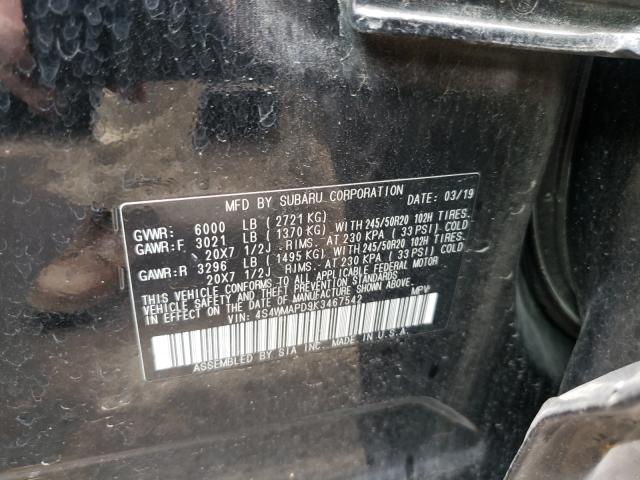 MFD BY SUBARU CORPORATION DATE: 03/19
GVWR: 6000 LB ( 2721 KG)
GAWR:F 3021 LB ( 1370 KG) WITH 245/50R20 102H TIRES.
20X7 1/2J RIMS. AT 230 KPA ( 33 PSI) COLD
GAWR:R 3296 LB ( 1495 KG) WITH 245/50R20 102H TIRES.
20X7 1/2J RIMS. AT 230 KPA ( 33 PSI) COLD
THIS VEHICLE CONFORMS TO ALL APPLICABLE FEDERAL MOTOR
VEHICLE SAFETY AND THEFT PREVENTION STANDARDS
IN EFFECT ON THE DATE OF MANUFACTURE SHOWN ABOVE.
VIN: 4S4WMAPD9K3467542 MPV
ASSEMBLED BY SIA INC. MADE IN U.S.A